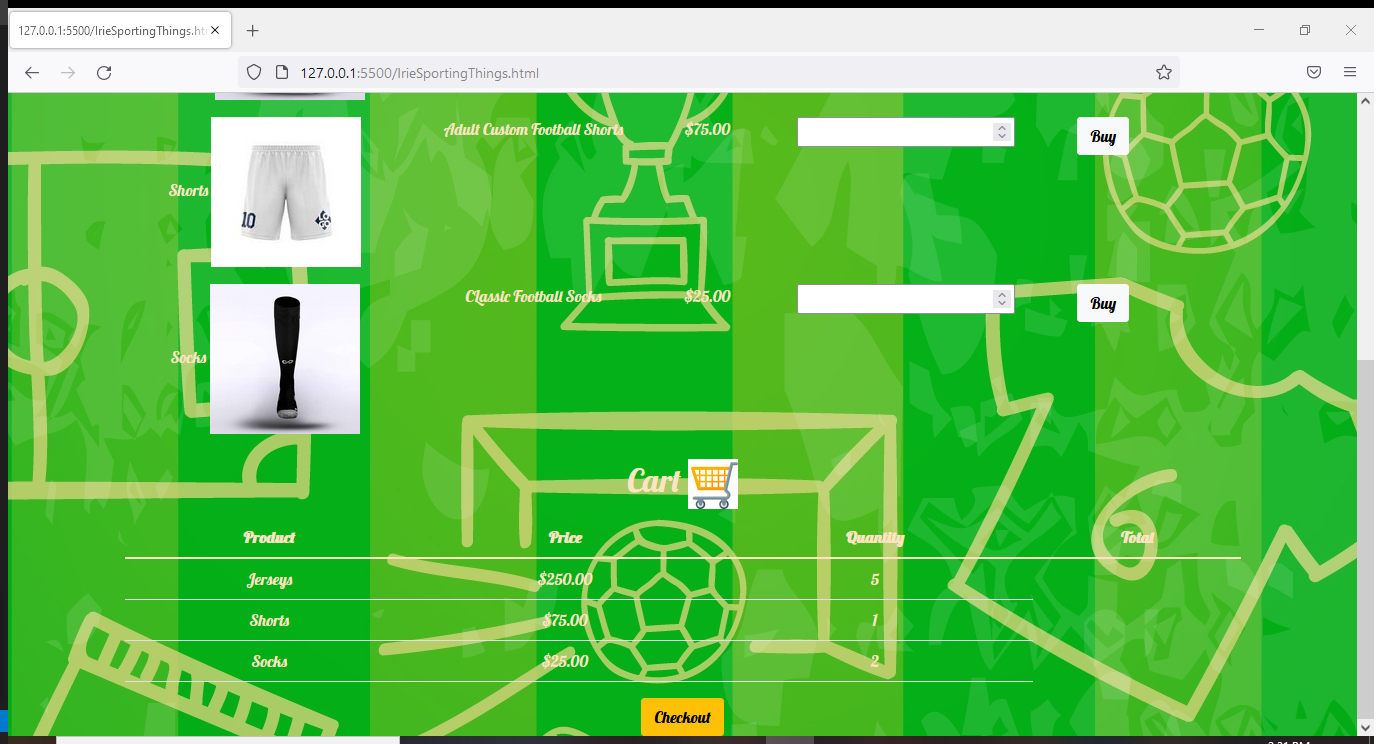 127.0.0.1:5500/IrieSportingThings.htm
127.0.0.1:5500/IrieSportingThings.html
Adult Custom Football Shorts $75.00 Buy
Shorts
10
Classic Football Socks $25.00 Buy
Socks
Cart
Product Price Quantity Total
6
Jerseys $250.00 5
Shorts $75.00 1
Socks $25.00 2
Checkout